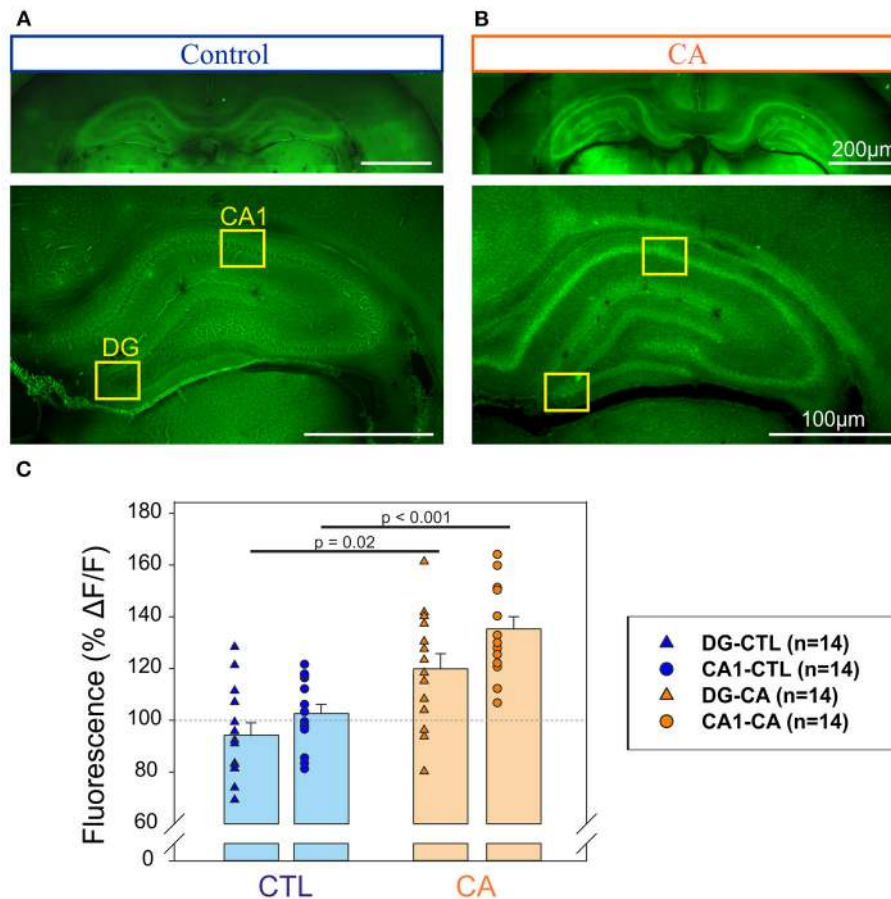 A
Control
CA1
DG
B
CA
200µm
100µm
C
Fluorescence (% ΔF/F)
180
160
140
120
100
80
60
0
p = 0.02
p < 0.001
CTL
CA
DG-CTL (n=14)
CA1-CTL (n=14)
DG-CA (n=14)
CA1-CA (n=14)